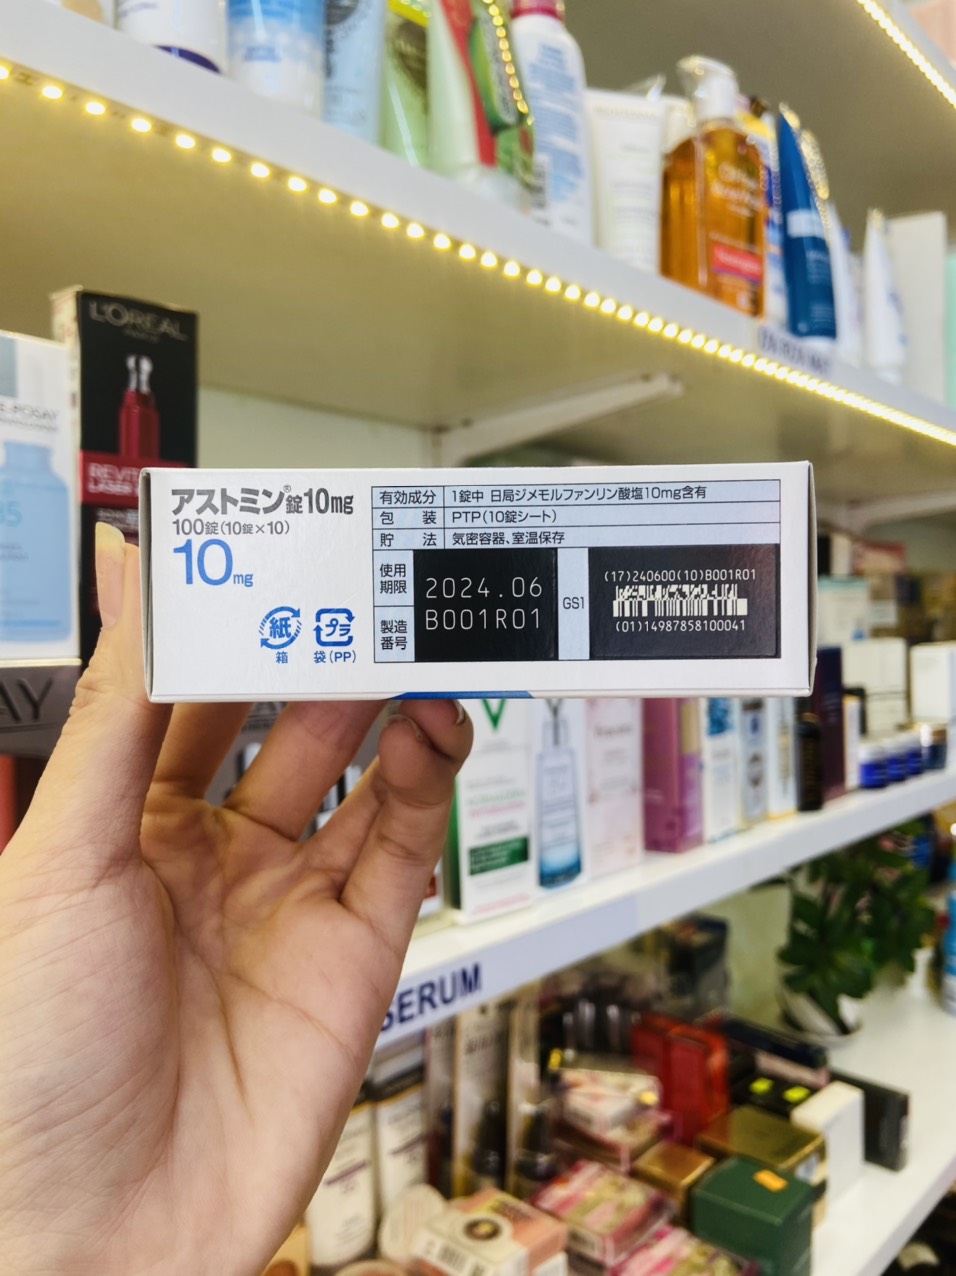 L'ORÉAL
アストミン®錠10mg
100錠(10錠×10)
10mg
紙
箱
プラ
袋(PP)
有効成分 1錠中 日局ジメモルファンリン酸塩10mg含有
包 装 PTP(10錠シート)
貯 法 気密容器、室温保存
使用期限 2024.06
製造番号 B001R01
GS1
(17)240600(10)B001R01
(01)14987858100041
SERUM